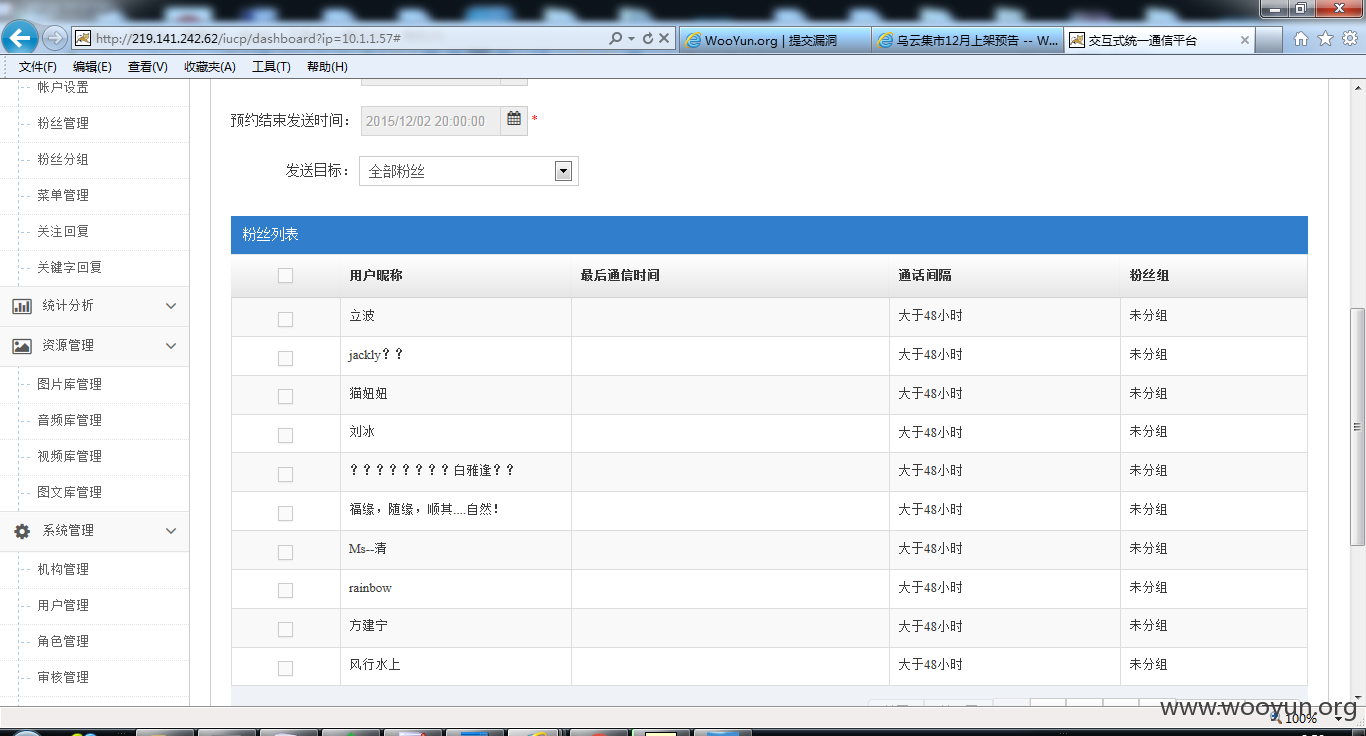 http://219.141.242.62/iucp/dashboard?ip=10.1.1.57#
WooYun.org | 提交漏洞
乌云集市12月上架预告 -- W...
交互式统一通信平台
文件(F) 编辑(E) 查看(V) 收藏夹(A) 工具(T) 帮助(H)
帐户设置
粉丝管理
粉丝分组
菜单管理
关注回复
关键字回复
统计分析
资源管理
图片库管理
音频库管理
视频库管理
图文库管理
系统管理
机构管理
用户管理
角色管理
审核管理
预约结束发送时间： 2015/12/02 20:00:00 *
发送目标： 全部粉丝
粉丝列表
用户昵称 最后通信时间 通话间隔 粉丝组
立波 大于48小时 未分组
jackly？？ 大于48小时 未分组
猫妞妞 大于48小时 未分组
刘冰 大于48小时 未分组
？？？？？？？？白雅逢？？ 大于48小时 未分组
福缘，随缘，顺其....自然！ 大于48小时 未分组
Ms--清 大于48小时 未分组
rainbow 大于48小时 未分组
方建宁 大于48小时 未分组
风行水上 大于48小时 未分组
www.wooyun.org
100%